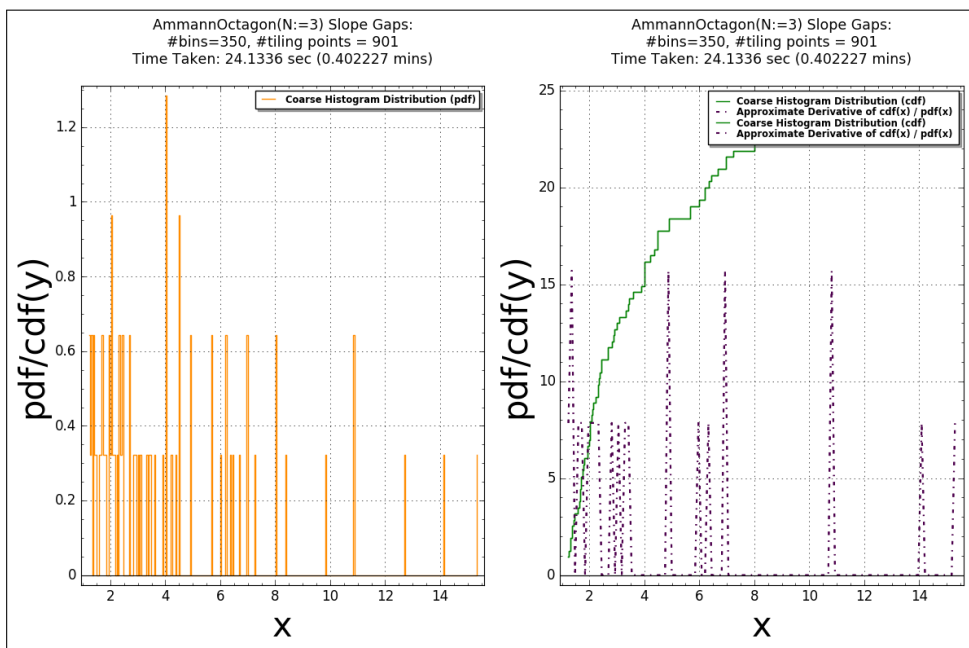 AmmannOctagon(N:=3) Slope Gaps:
#bins=350, #tiling points = 901
Time Taken: 24.1336 sec (0.402227 mins)
Coarse Histogram Distribution (pdf)
pdf/cdf(y)
1.2
1
0.8
0.6
0.4
0.2
0
2
4
6
8
10
12
14
x
AmmannOctagon(N:=3) Slope Gaps:
#bins=350, #tiling points = 901
Time Taken: 24.1336 sec (0.402227 mins)
Coarse Histogram Distribution (cdf)
Approximate Derivative of cdf(x) / pdf(x)
Coarse Histogram Distribution (cdf)
Approximate Derivative of cdf(x) / pdf(x)
pdf/cdf(y)
25
20
15
10
5
0
2
4
6
8
10
12
14
x